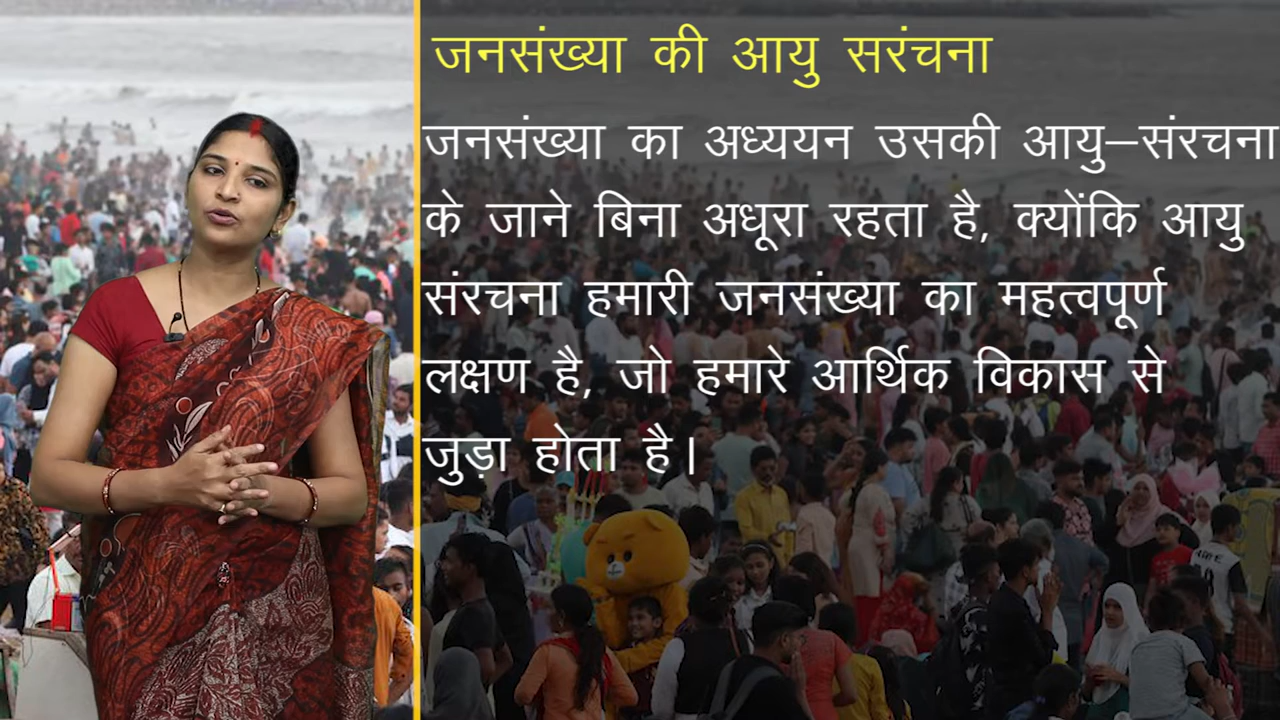 जनसंख्या की आयु सरंचना
जनसंख्या का अध्ययन उसकी आयु–संरचना
के जाने बिना अधूरा रहता है, क्योंकि आयु
संरचना हमारी जनसंख्या का महत्वपूर्ण
लक्षण है, जो हमारे आर्थिक विकास से
जुड़ा होता है।